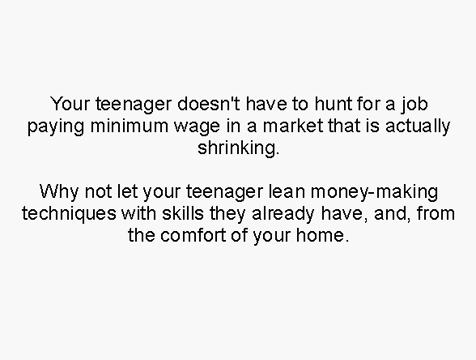 Your teenager doesn't have to hunt for a job
paying minimum wage in a market that is actually
shrinking.
Why not let your teenager lean money-making
techniques with skills they already have, and, from
the comfort of your home.